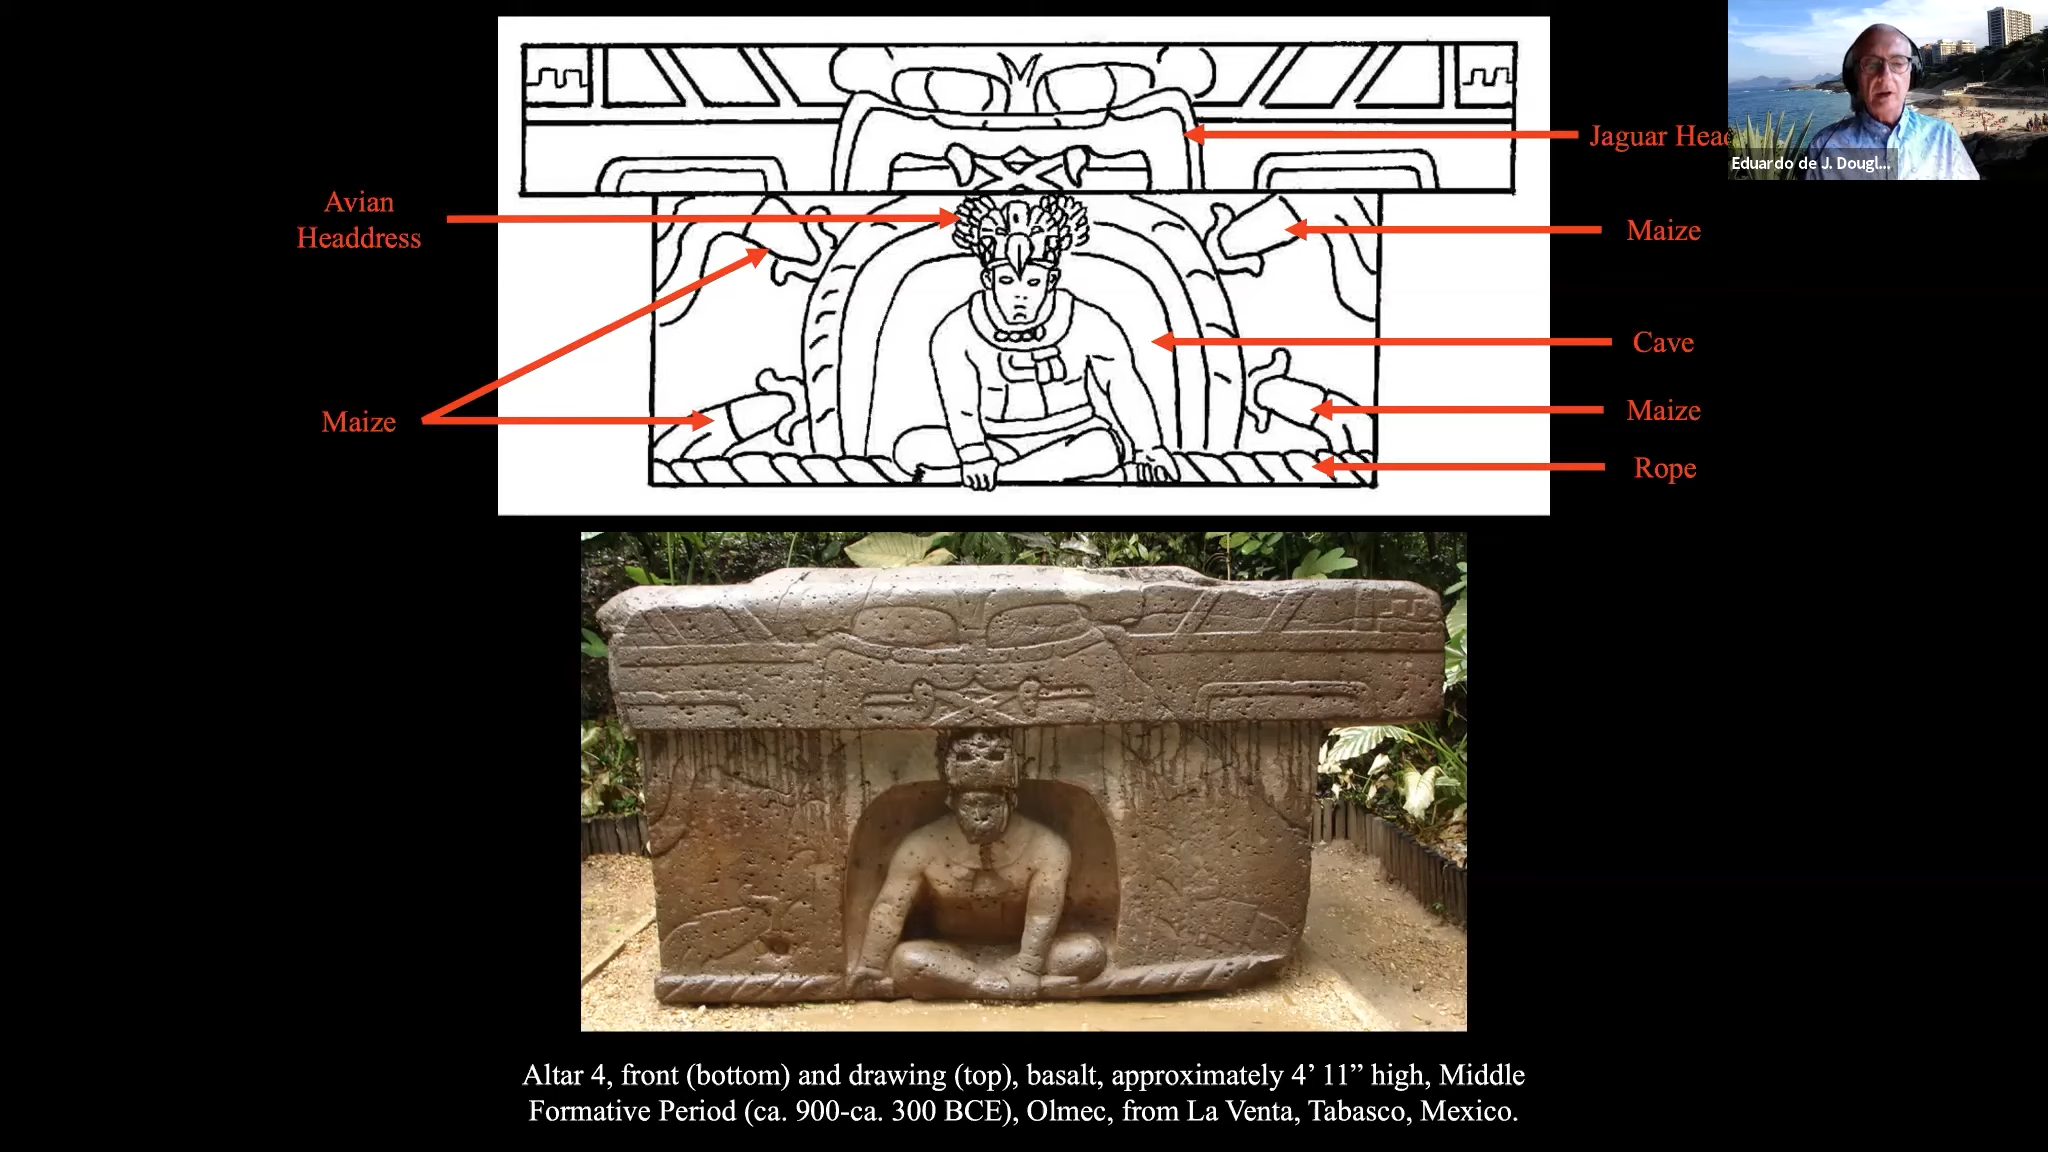 Jaguar Head
Eduardo de J. Dougl...
Avian
Headdress
Maize
Cave
Maize
Maize
Rope
Altar 4, front (bottom) and drawing (top), basalt, approximately 4’ 11” high, Middle
Formative Period (ca. 900-ca. 300 BCE), Olmec, from La Venta, Tabasco, Mexico.